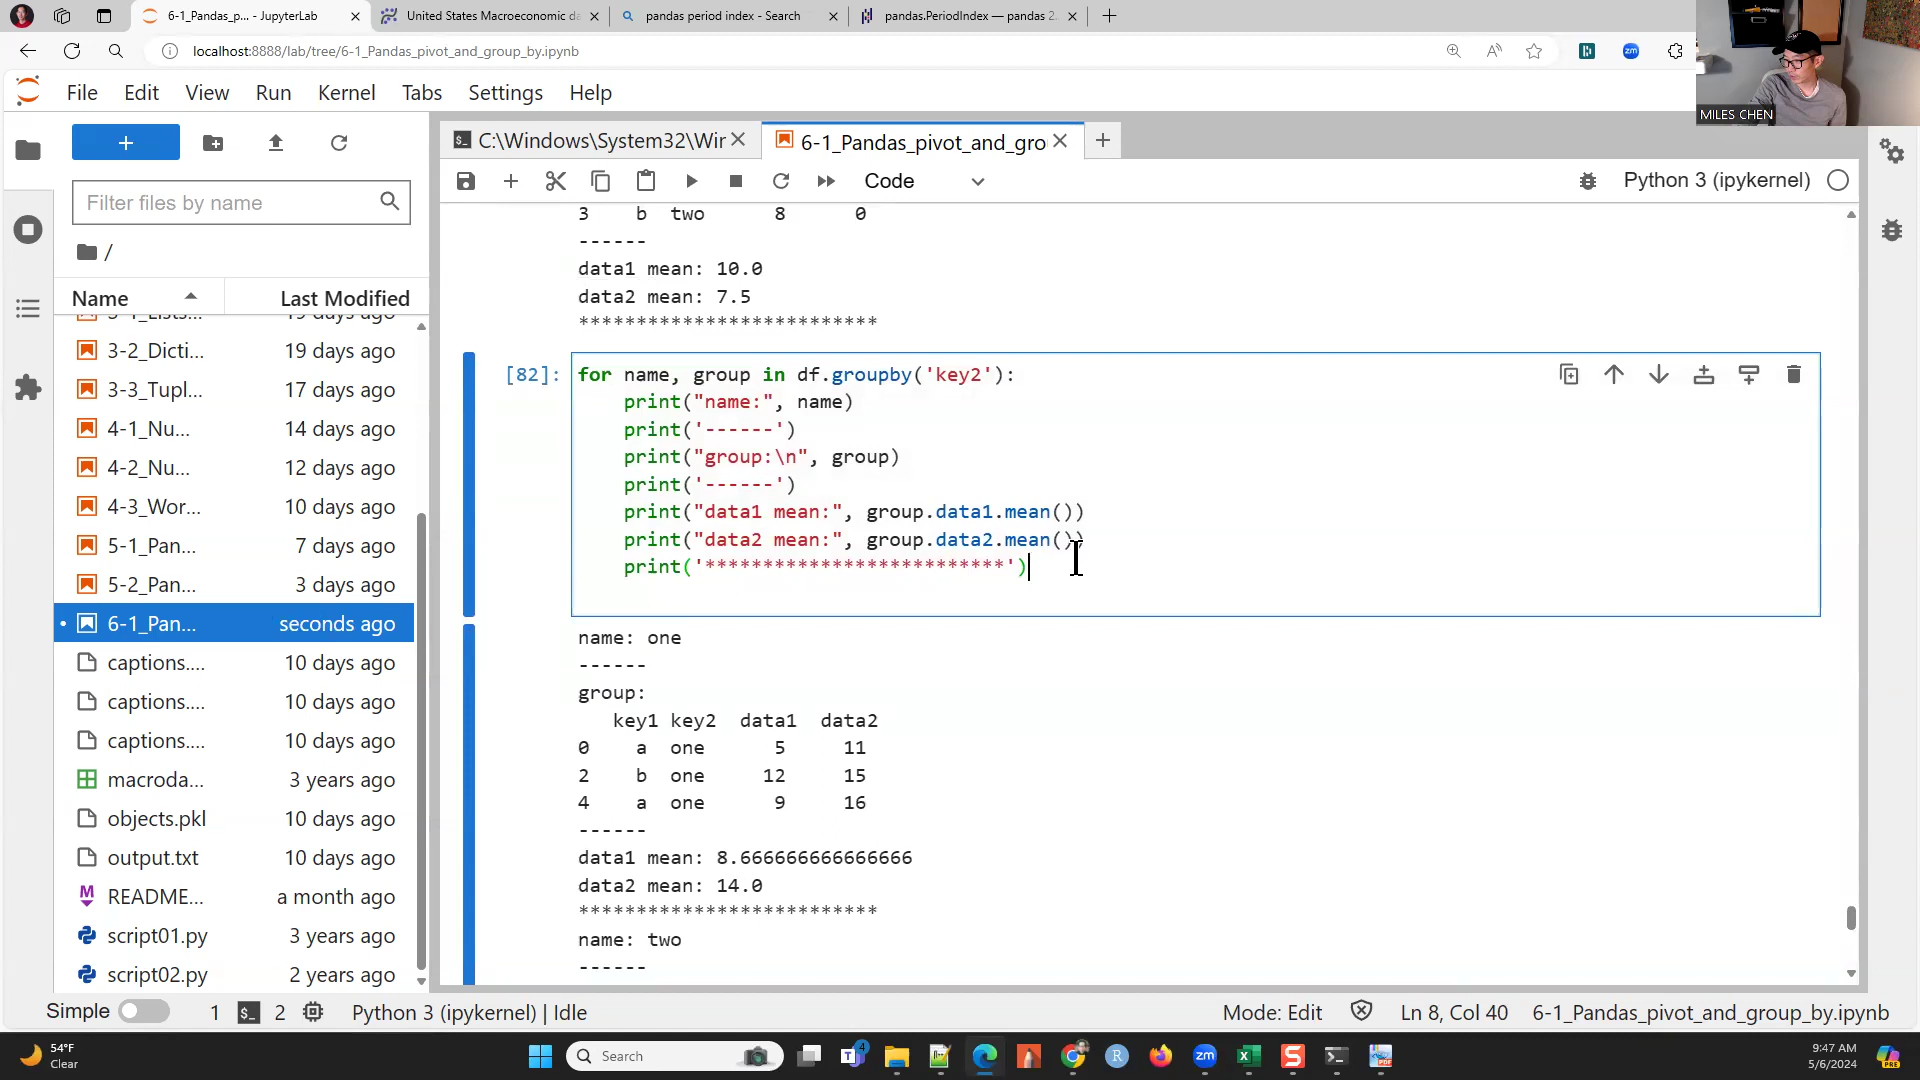 6-1_Pandas_p... - JupyterLab
United States Macroeconomic da
pandas period index - Search
pandas.PeriodIndex — pandas 2.
localhost:8888/lab/tree/6-1_Pandas_pivot_and_group_by.ipynb
MILES CHEN
File Edit View Run Kernel Tabs Settings Help
C:\Windows\System32\Wir
6-1_Pandas_pivot_and_gro
Filter files by name
Code
Python 3 (ipykernel)
/
Name Last Modified
3-1_Lists... 19 days ago
3-2_Dicti... 19 days ago
3-3_Tupl... 17 days ago
4-1_Nu... 14 days ago
4-2_Nu... 12 days ago
4-3_Wor... 10 days ago
5-1_Pan... 7 days ago
5-2_Pan... 3 days ago
6-1_Pan... seconds ago
captions.... 10 days ago
captions.... 10 days ago
captions.... 10 days ago
macroda... 3 years ago
objects.pkl 10 days ago
output.txt 10 days ago
README... a month ago
script01.py 3 years ago
script02.py 2 years ago
3 b two 8 0
------
data1 mean: 10.0
data2 mean: 7.5
**************************
[82]: for name, group in df.groupby('key2'):
print("name:", name)
print('------')
print("group:\n", group)
print('------')
print("data1 mean:", group.data1.mean())
print("data2 mean:", group.data2.mean())
print('**************************')
name: one
------
group:
key1 key2 data1 data2
0 a one 5 11
2 b one 12 15
4 a one 9 16
------
data1 mean: 8.666666666666666
data2 mean: 14.0
**************************
name: two
------
Simple 1 2 Python 3 (ipykernel) | Idle
Mode: Edit Ln 8, Col 40 6-1_Pandas_pivot_and_group_by.ipynb
54°F
Clear
Search
4
9:47 AM
5/6/2024